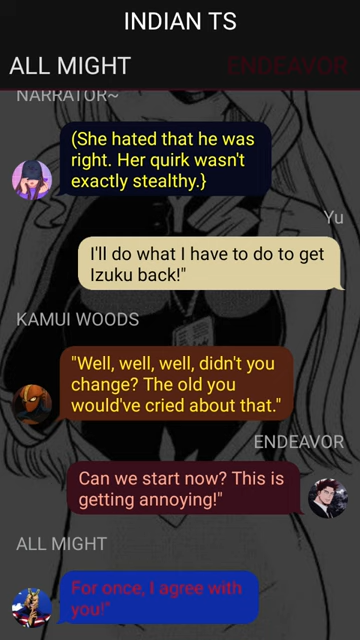 INDIAN TS
ALL MIGHT
ENDEAVOR
NARRATOR~
(She hated that he was
right. Her quirk wasn't
exactly stealthy.}
Yu
I'll do what I have to do to get
Izuku back!"
KAMUI WOODS
"Well, well, well, didn't you
change? The old you
would've cried about that."
ENDEAVOR
Can we start now? This is
getting annoying!"
ALL MIGHT
For once, I agree with
you!"